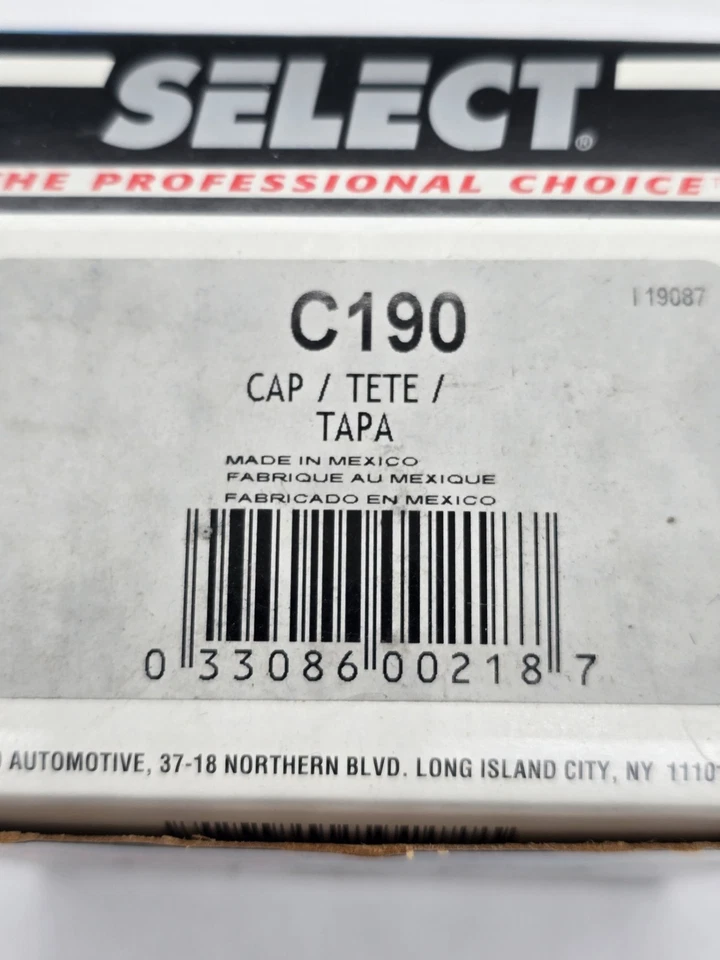 SELECT®
THE PROFESSIONAL CHOICE
C190
I 19087
CAP / TETE /
TAPA
MADE IN MEXICO
FABRIQUE AU MEXIQUE
FABRICADO EN MEXICO
0 33086 00218 7
AUTOMOTIVE, 37-18 NORTHERN BLVD. LONG ISLAND CITY, NY 11101